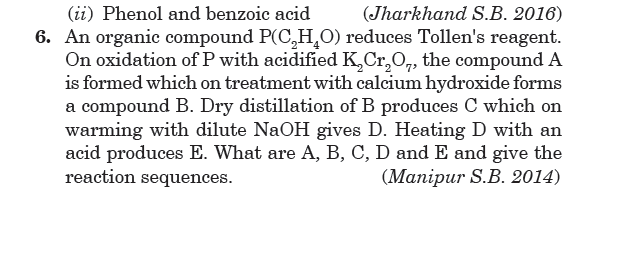 (ii) Phenol and benzoic acid (Jharkhand S.B. 2016)
6. An organic compound P(C₂H₄O) reduces Tollen's reagent.
On oxidation of P with acidified K₂Cr₂O₇, the compound A
is formed which on treatment with calcium hydroxide forms
a compound B. Dry distillation of B produces C which on
warming with dilute NaOH gives D. Heating D with an
acid produces E. What are A, B, C, D and E and give the
reaction sequences. (Manipur S.B. 2014)